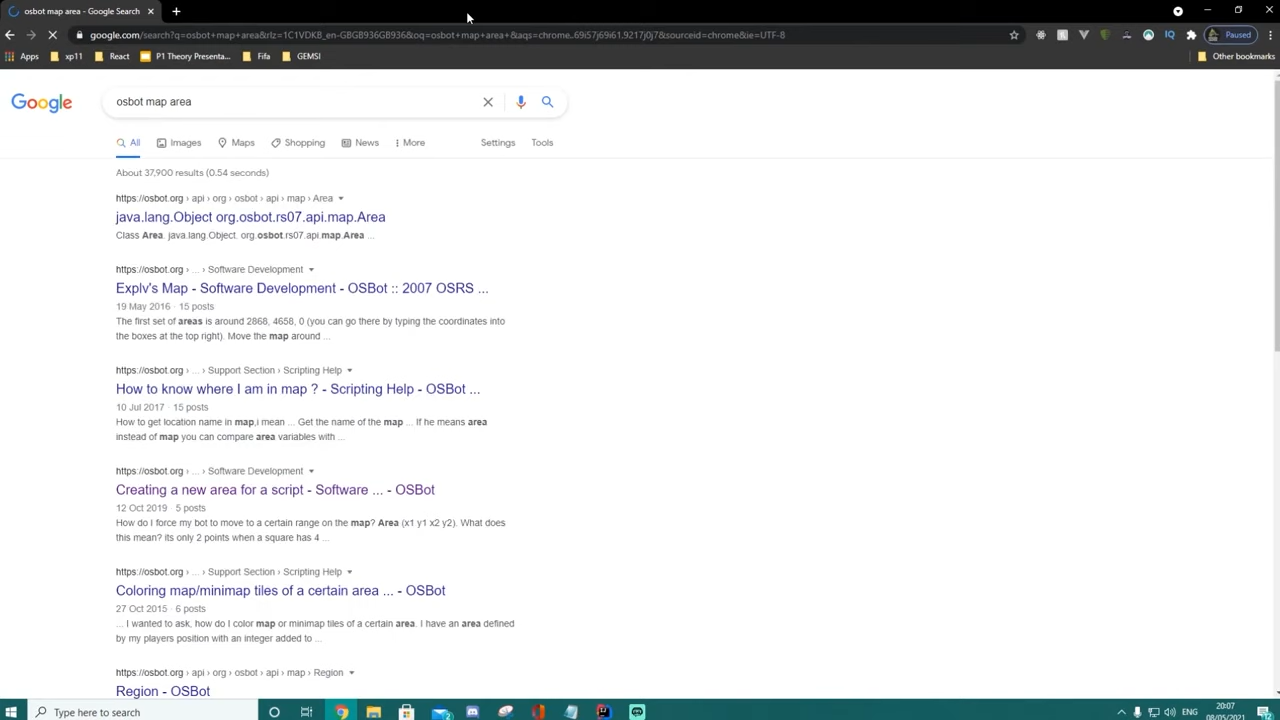 osbot map area - Google Search
google.com/search?q=osbot+map+area&rlz=1C1VDKB_en-GBGB936GB936&oq=osbot+map+area+&aqs=chrome..69i57j69i61.9217j0j7&sourceid=chrome&ie=UTF-8
Paused
Apps
xp11
React
P1 Theory Presenta...
Fifa
GEMSI
Other bookmarks
Google
osbot map area
All
Images
Maps
Shopping
News
More
Settings
Tools
About 37,900 results (0.54 seconds)
https://osbot.org › api › org › osbot › api › map › Area
java.lang.Object org.osbot.rs07.api.map.Area
Class Area. java.lang.Object. org.osbot.rs07.api.map.Area ...
https://osbot.org › ... › Software Development
Explv's Map - Software Development - OSBot :: 2007 OSRS ...
19 May 2016 · 15 posts
The first set of areas is around 2868, 4658, 0 (you can go there by typing the coordinates into
the boxes at the top right). Move the map around ...
https://osbot.org › ... › Support Section › Scripting Help
How to know where I am in map ? - Scripting Help - OSBot ...
10 Jul 2017 · 15 posts
How to get location name in map,i mean ... Get the name of the map ... If he means area
instead of map you can compare area variables with ...
https://osbot.org › ... › Software Development
Creating a new area for a script - Software ... - OSBot
12 Oct 2019 · 5 posts
How do I force my bot to move to a certain range on the map? Area (x1 y1 x2 y2). What does
this mean? its only 2 points when a square has 4 ...
https://osbot.org › ... › Support Section › Scripting Help
Coloring map/minimap tiles of a certain area ... - OSBot
27 Oct 2015 · 6 posts
... I wanted to ask, how do I color map or minimap tiles of a certain area. I have an area defined
by my players position with an integer added to ...
https://osbot.org › api › org › osbot › api › map › Region
Region - OSBot
Type here to search
ENG
20:07
08/05/2021